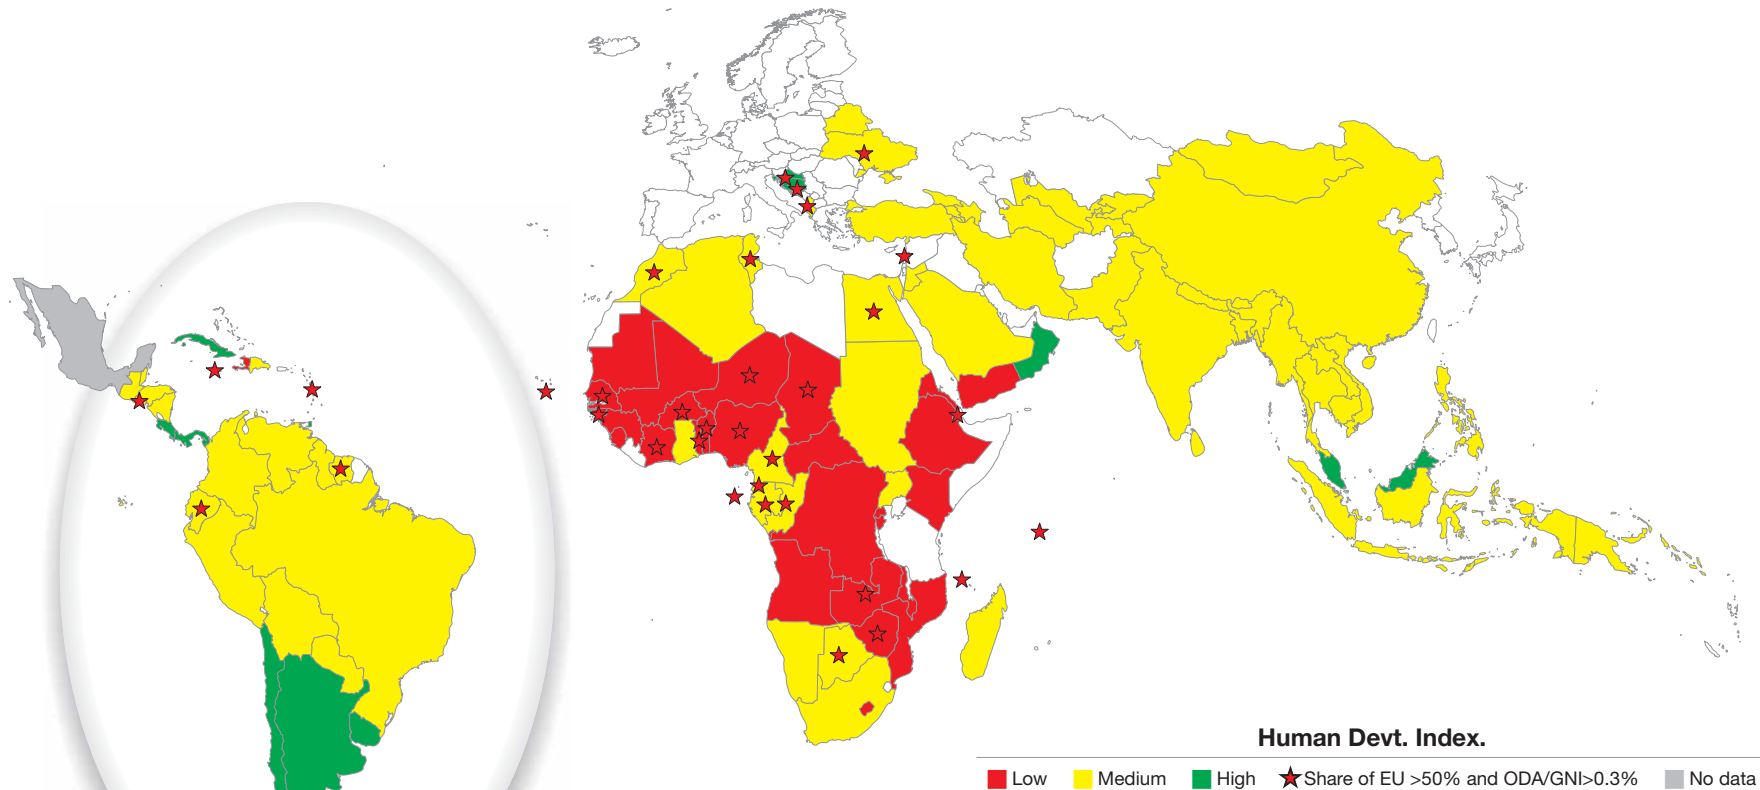 Human Devt. Index.
Low Medium High Share of EU >50% and ODA/GNI>0.3% No data